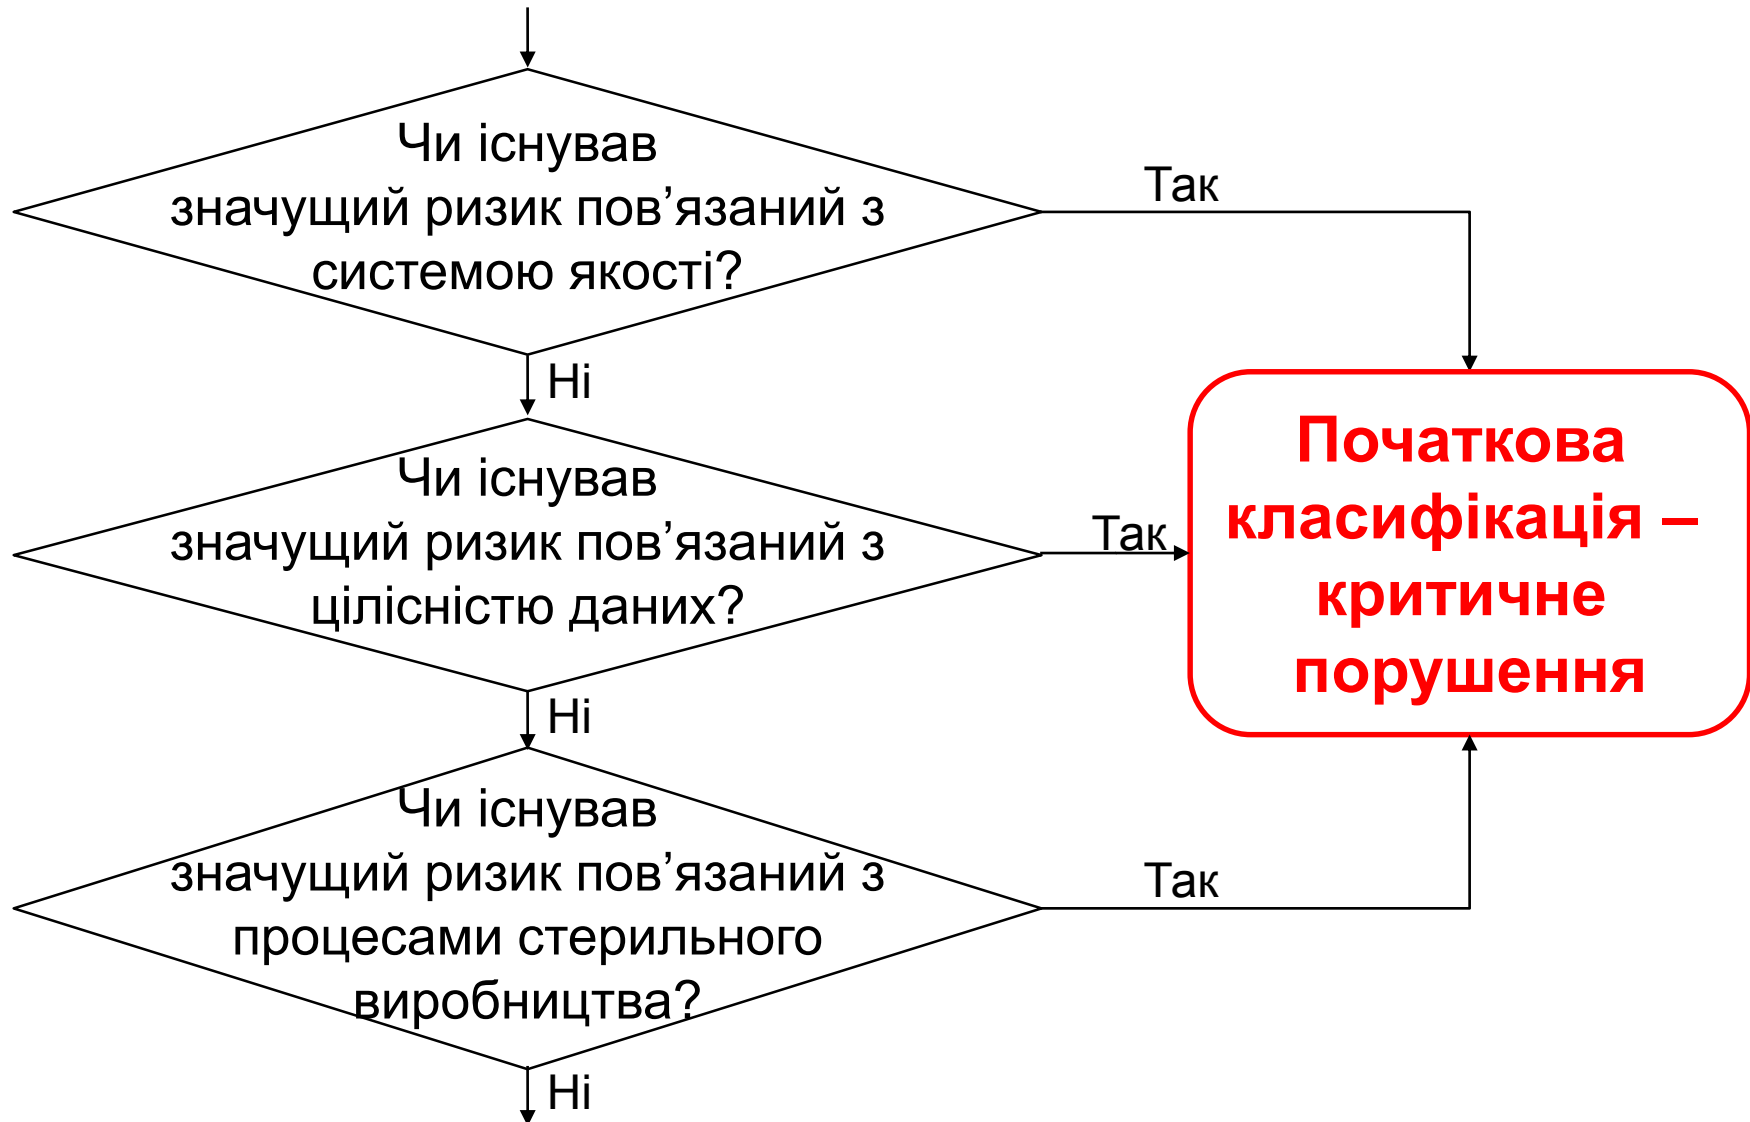 Чи існував
значущий ризик пов’язаний з
системою якості?
Так
Ні
Чи існував
значущий ризик пов’язаний з
цілісністю даних?
Так
Початкова
класифікація –
критичне
порушення
Ні
Чи існував
значущий ризик пов’язаний з
процесами стерильного
виробництва?
Так
Ні